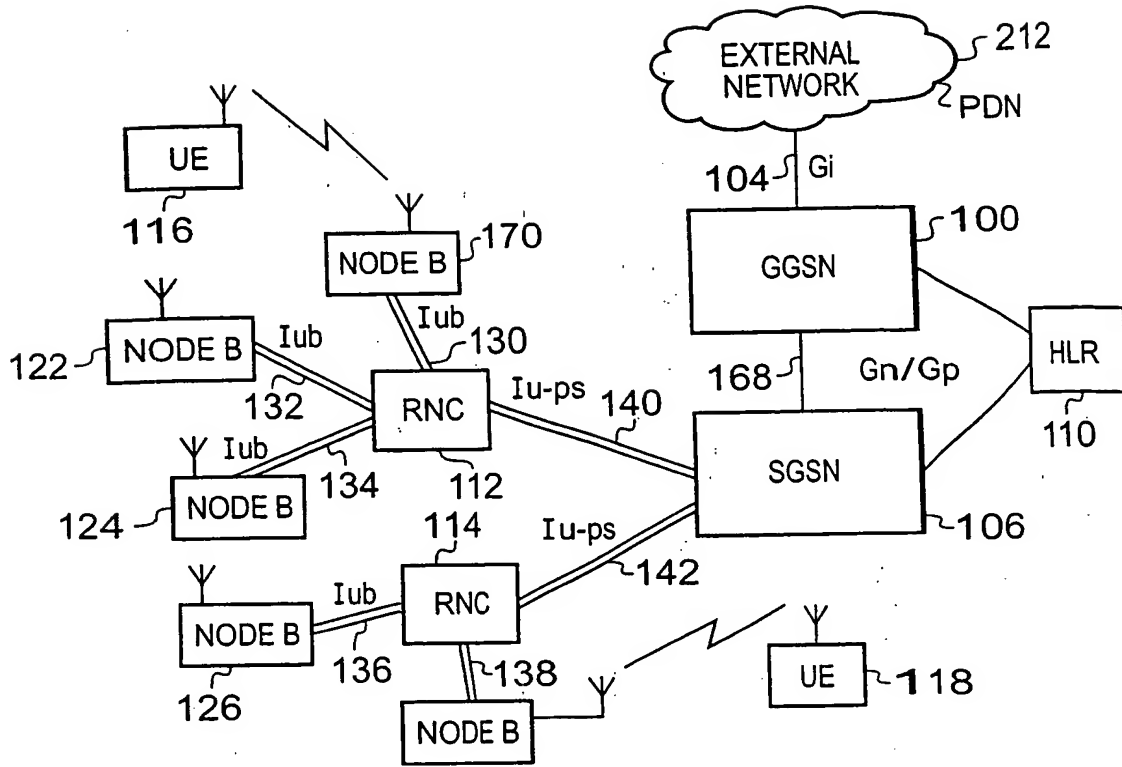 EXTERNAL
NETWORK
212
PDN
104
Gi
UE
116
100
GGSN
170
NODE B
Iub
130
122
NODE B
Iub
132
RNC
112
Iu-ps
140
168
Gn/Gp
HLR
110
Iub
134
124
NODE B
SGSN
106
114
Iu-ps
142
RNC
Iub
136
NODE B
126
138
NODE B
UE
118